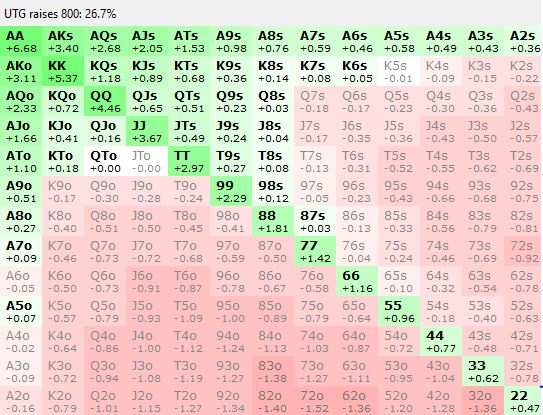 UTG raises 800: 26.7%
AA AKs AQs AJs ATs A9s A8s A7s A6s A5s A4s A3s A2s
+6.68 +3.40 +2.68 +2.05 +1.53 +0.98 +0.76 +0.59 +0.46 +0.58 +0.49 +0.43 +0.36
AKo KK KQs KJs KTs K9s K8s K7s K6s K5s K4s K3s K2s
+3.11 +5.37 +1.18 +0.89 +0.68 +0.36 +0.14 +0.08 +0.05 -0.01 -0.09 -0.15 -0.22
AQo KQo QQ QJs QTs Q9s Q8s Q7s Q6s Q5s Q4s Q3s Q2s
+2.33 +0.72 +4.46 +0.65 +0.51 +0.23 +0.03 -0.18 -0.17 -0.23 -0.30 -0.36 -0.43
AJo KJo QJo JJ JTs J9s J8s J7s J6s J5s J4s J3s J2s
+1.66 +0.41 +0.16 +3.67 +0.49 +0.24 +0.04 -0.17 -0.35 -0.36 -0.43 -0.50 -0.57
ATo KTo QTo JTo TT T9s T8s T7s T6s T5s T4s T3s T2s
+1.10 +0.18 +0.00 -0.00 +2.97 +0.27 +0.08 -0.13 -0.31 -0.52 -0.55 -0.62 -0.69
A9o K9o Q9o J9o T9o 99 98s 97s 96s 95s 94s 93s 92s
+0.51 -0.17 -0.30 -0.28 -0.24 +2.29 +0.12 -0.05 -0.23 -0.43 -0.66 -0.68 -0.75
A8o K8o Q8o J8o T8o 98o 88 87s 86s 85s 84s 83s 82s
+0.27 -0.40 -0.51 -0.50 -0.45 -0.41 +1.81 +0.03 -0.13 -0.33 -0.56 -0.79 -0.81
A7o K7o Q7o J7o T7o 97o 87o 77 76s 75s 74s 73s 72s
+0.09 -0.46 -0.73 -0.72 -0.68 -0.59 -0.50 +1.42 -0.04 -0.24 -0.46 -0.69 -0.92
A6o K6o Q6o J6o T6o 96o 86o 76o 66 65s 64s 63s 62s
-0.05 -0.50 -0.73 -0.91 -0.87 -0.78 -0.67 -0.58 +1.16 -0.10 -0.32 -0.54 -0.78
A5o K5o Q5o J5o T5o 95o 85o 75o 65o 55 54s 53s 52s
+0.07 -0.57 -0.79 -0.93 -1.09 -1.00 -0.89 -0.79 -0.64 +0.96 -0.18 -0.40 -0.63
A4o K4o Q4o J4o T4o 94o 84o 74o 64o 54o 44 43s 42s
-0.02 -0.64 -0.86 -1.00 -1.12 -1.24 -1.13 -1.03 -0.87 -0.72 +0.77 -0.48 -0.71
A3o K3o Q3o J3o T3o 93o 83o 73o 63o 53o 43o 33 32s
-0.09 -0.72 -0.94 -1.08 -1.19 -1.27 -1.38 -1.27 -1.11 -0.95 -1.04 +0.62 -0.78
A2o K2o Q2o J2o T2o 92o 82o 72o 62o 52o 42o 32o 22
-0.16 -0.79 -1.01 -1.15 -1.27 -1.34 -1.40 -1.52 -1.36 -1.20 -1.28 -1.36 +0.47